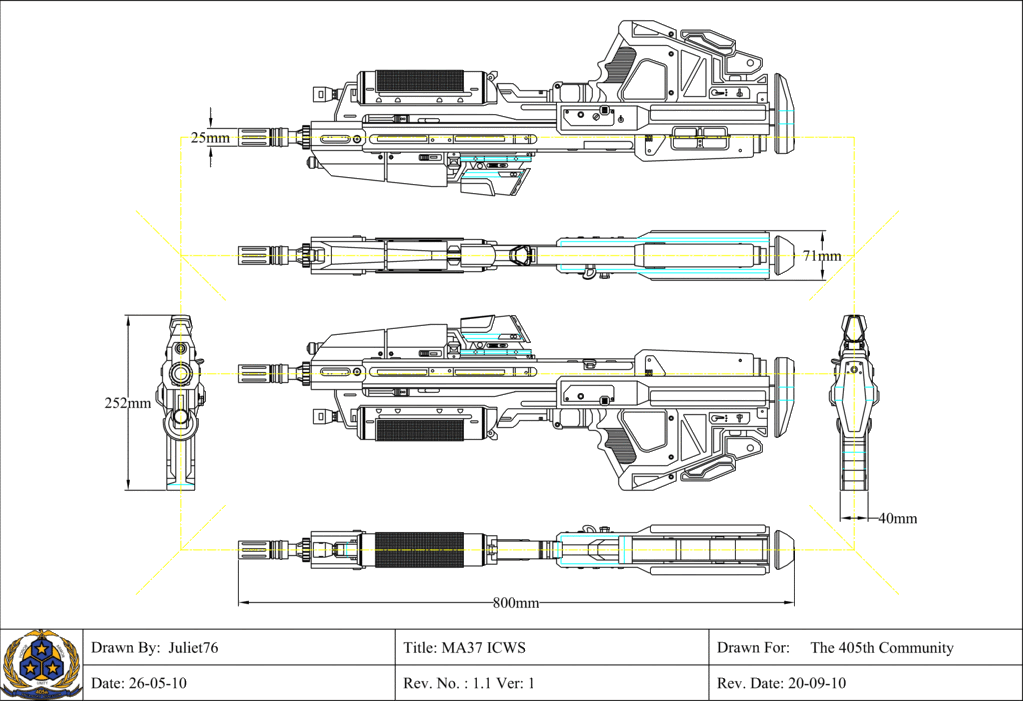 25mm
71mm
252mm
40mm
800mm
Drawn By: Juliet76
Title: MA37 ICWS
Drawn For: The 405th Community
Date: 26-05-10
Rev. No. : 1.1 Ver: 1
Rev. Date: 20-09-10